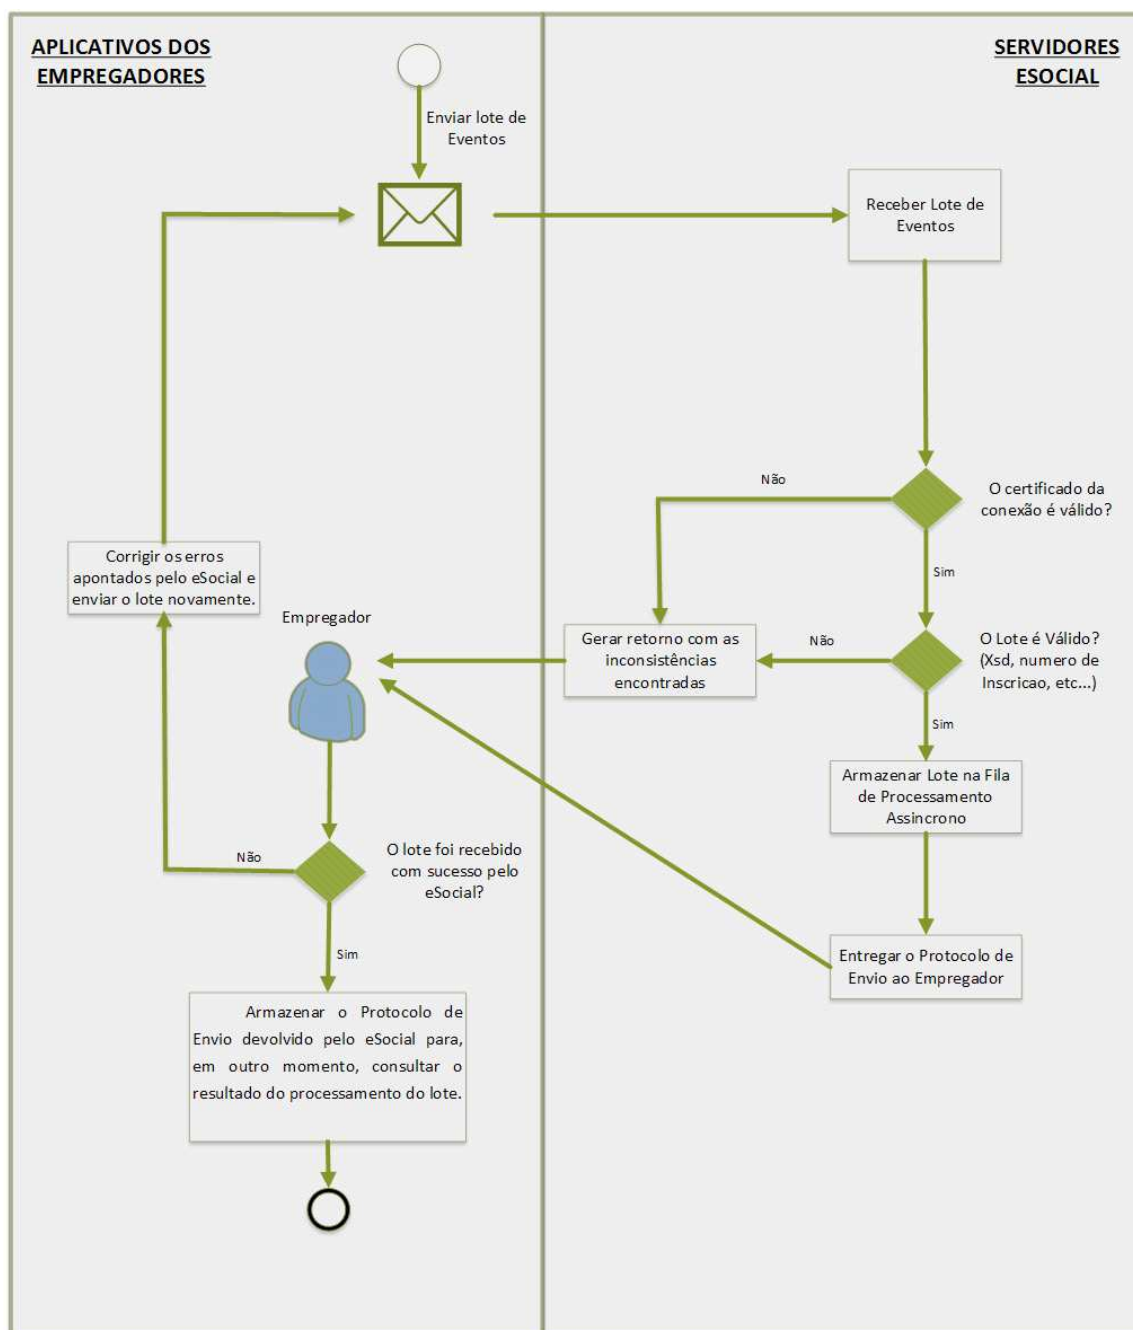 APLICATIVOS DOS
EMPREGADORES
SERVIDORES
ESOCIAL
Enviar lote de
Eventos
Receber Lote de
Eventos
Não
O certificado da
conexão é válido?
Sim
Corrigir os erros
apontados pelo eSocial e
enviar o lote novamente.
Empregador
Gerar retorno com as
inconsistências
encontradas
Não
O Lote é Válido?
(Xsd, numero de
Inscricao, etc...)
Sim
Armazenar Lote na Fila
de Processamento
Assincrono
Não
O lote foi recebido
com sucesso pelo
eSocial?
Sim
Entregar o Protocolo de
Envio ao Empregador
Armazenar o Protocolo de
Envio devolvido pelo eSocial para,
em outro momento, consultar o
resultado do processamento do lote.